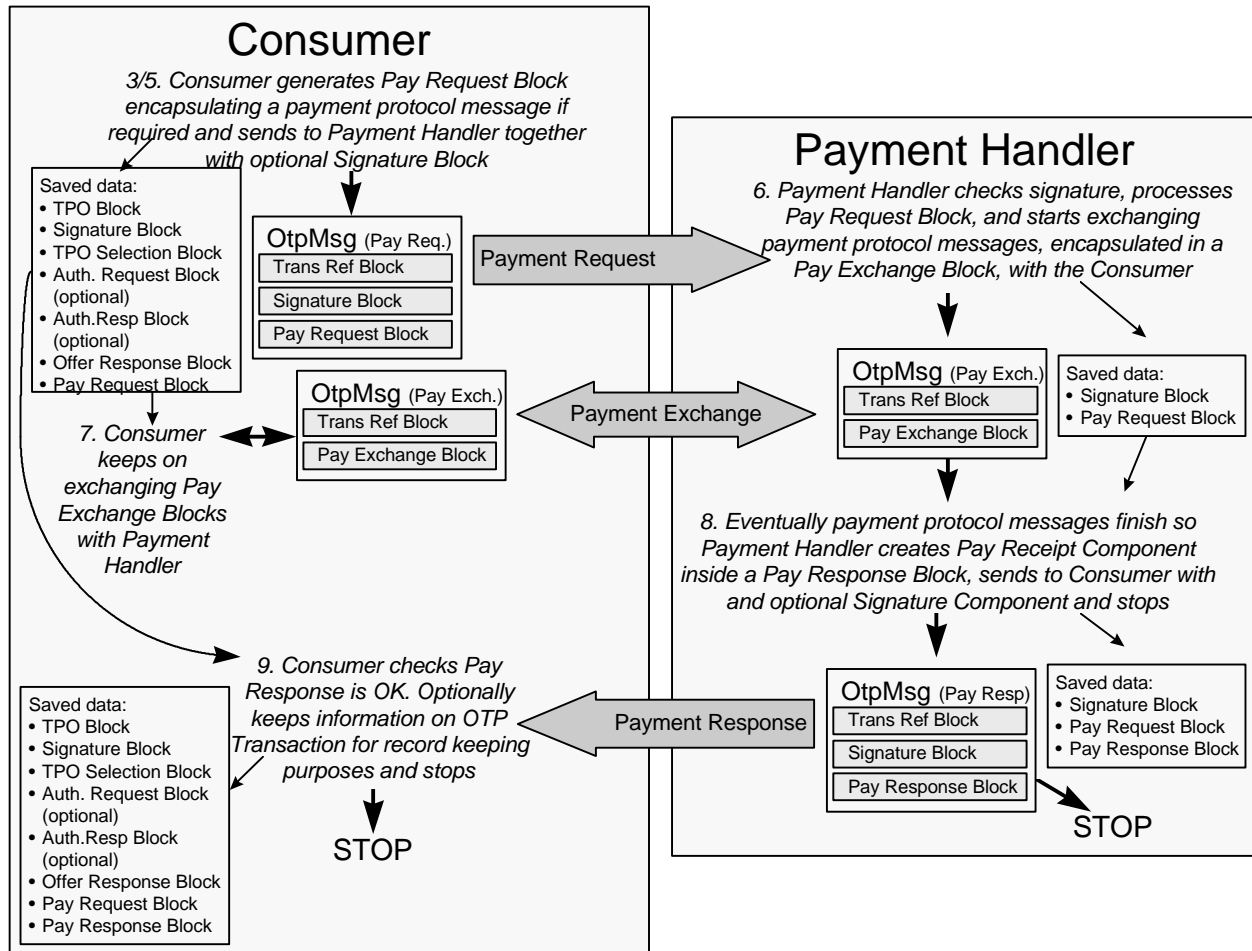 Consumer
3/5. Consumer generates Pay Request Block
encapsulating a payment protocol message if
required and sends to Payment Handler together
with optional Signature Block
Saved data:
• TPO Block
• Signature Block
• TPO Selection Block
• Auth. Request Block
(optional)
• Auth.Resp Block
(optional)
• Offer Response Block
• Pay Request Block
OtpMsg (Pay Req.)
Trans Ref Block
Signature Block
Pay Request Block
Payment Request
Payment Handler
6. Payment Handler checks signature, processes
Pay Request Block, and starts exchanging
payment protocol messages, encapsulated in a
Pay Exchange Block, with the Consumer
OtpMsg (Pay Exch.)
Trans Ref Block
Pay Exchange Block
Payment Exchange
OtpMsg (Pay Exch.)
Trans Ref Block
Pay Exchange Block
Saved data:
• Signature Block
• Pay Request Block
7. Consumer
keeps on
exchanging Pay
Exchange Blocks
with Payment
Handler
8. Eventually payment protocol messages finish so
Payment Handler creates Pay Receipt Component
inside a Pay Response Block, sends to Consumer with
and optional Signature Component and stops
OtpMsg (Pay Resp)
Trans Ref Block
Signature Block
Pay Response Block
Saved data:
• Signature Block
• Pay Request Block
• Pay Response Block
STOP
Payment Response
9. Consumer checks Pay
Response is OK. Optionally
keeps information on OTP
Transaction for record keeping
purposes and stops
Saved data:
• TPO Block
• Signature Block
• TPO Selection Block
• Auth. Request Block
(optional)
• Auth.Resp Block
(optional)
• Offer Response Block
• Pay Request Block
• Pay Response Block
STOP